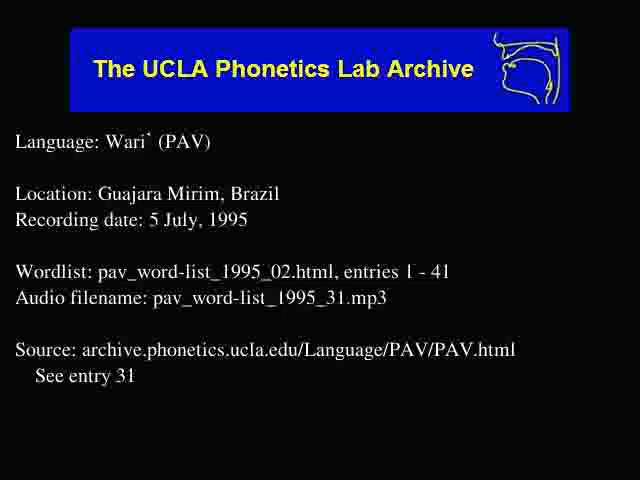 The UCLA Phonetics Lab Archive
Language: Wari` (PAV)
Location: Guajara Mirim, Brazil
Recording date: 5 July, 1995
Wordlist: pav_word-list_1995_02.html, entries 1 - 41
Audio filename: pav_word-list_1995_31.mp3
Source: archive.phonetics.ucla.edu/Language/PAV/PAV.html
See entry 31